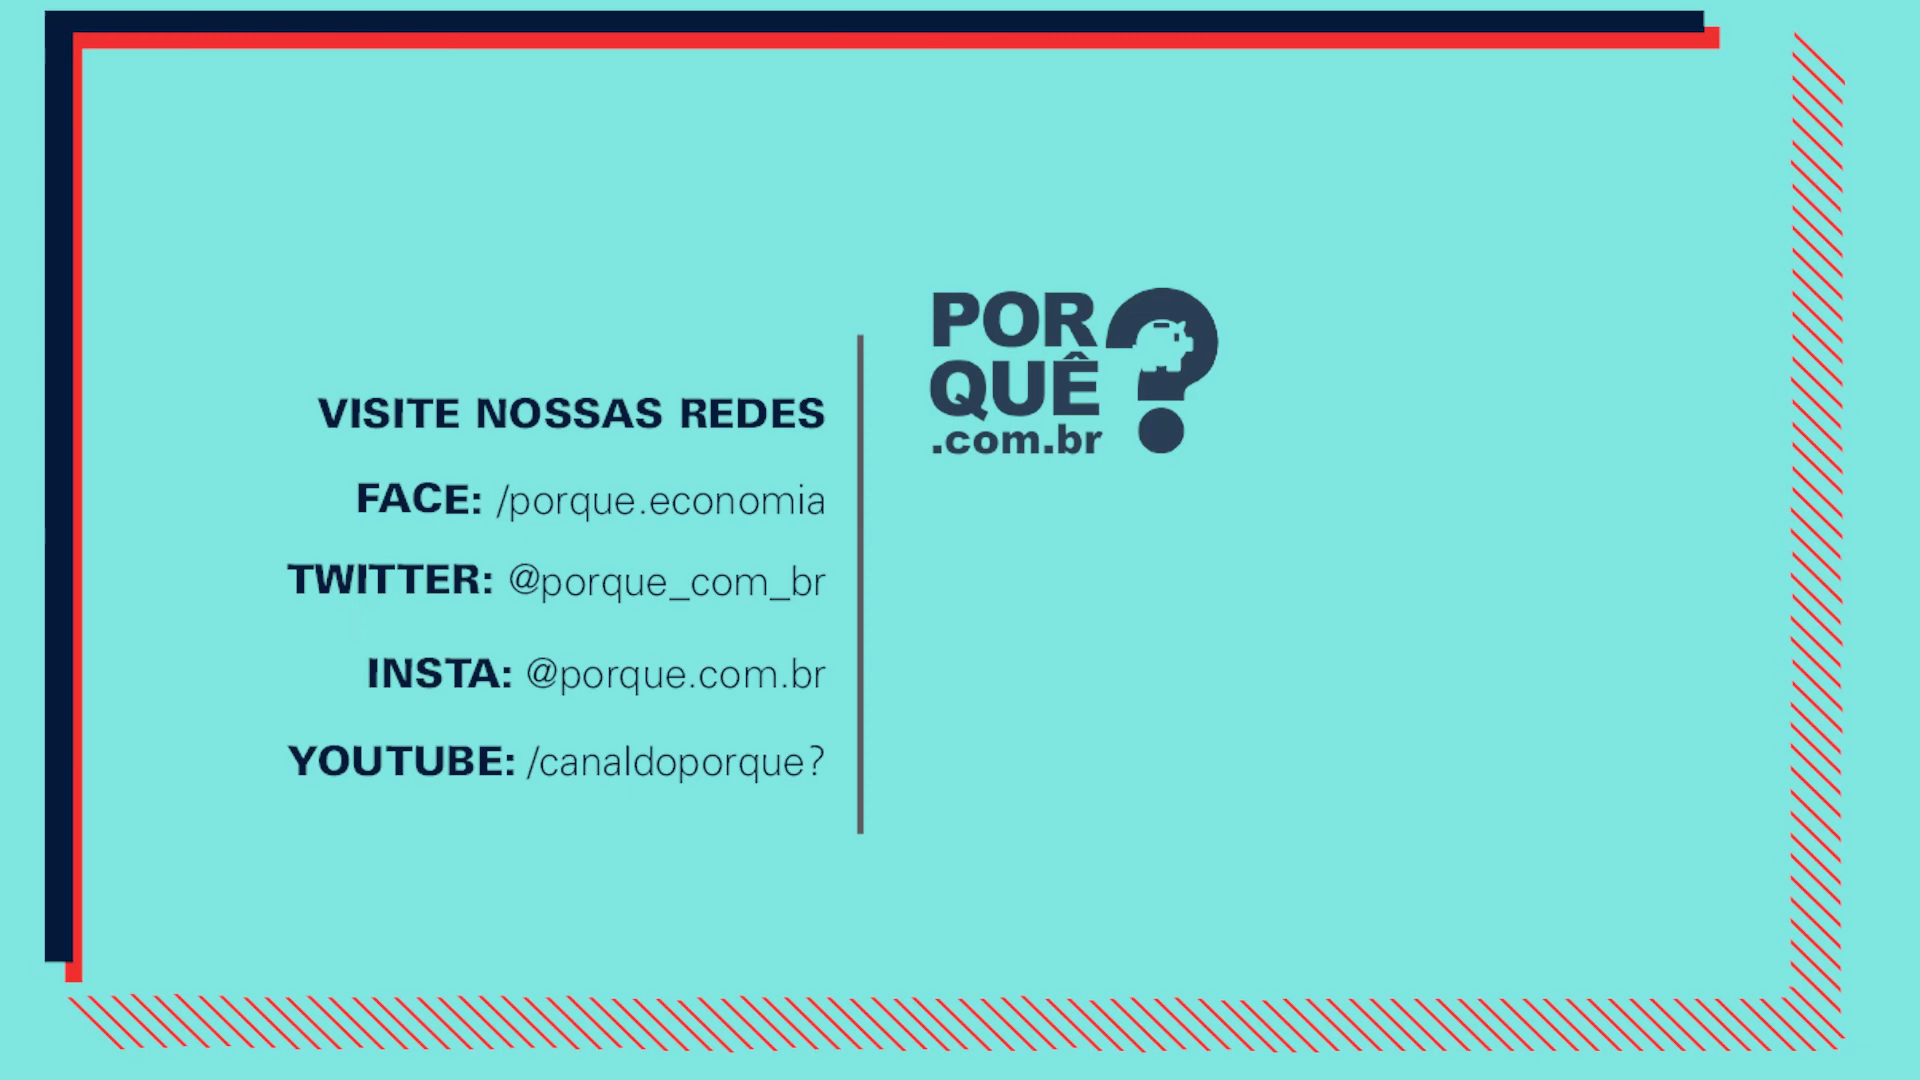 VISITE NOSSAS REDES
FACE: /porque.economia
TWITTER: @porque_com_br
INSTA: @porque.com.br
YOUTUBE: /canaldoporque?
POR
QUÊ?
.com.br